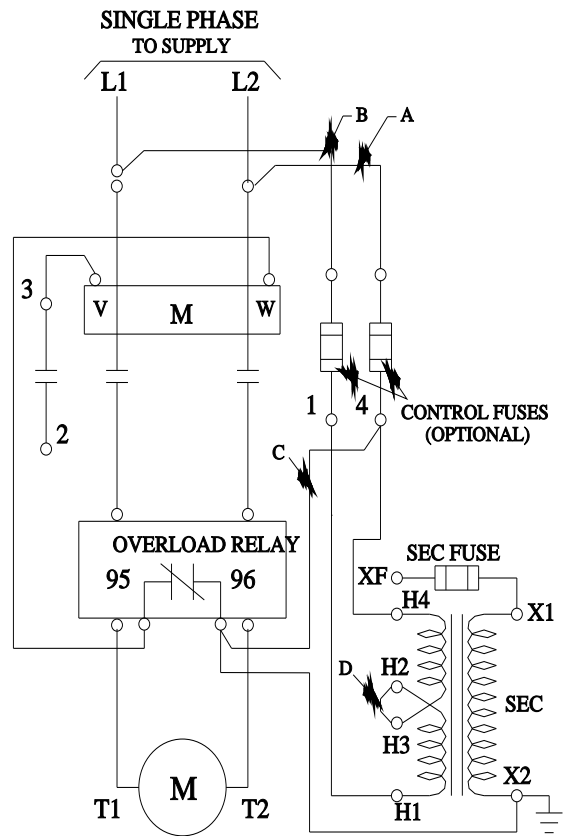 SINGLE PHASE
TO SUPPLY
L1 L2
B A
3
V M W
2
1 4
CONTROL FUSES
(OPTIONAL)
C
OVERLOAD RELAY
95 96
SEC FUSE
XF
H4 X1
D H2
SEC
H3
X2
H1
T1 M T2